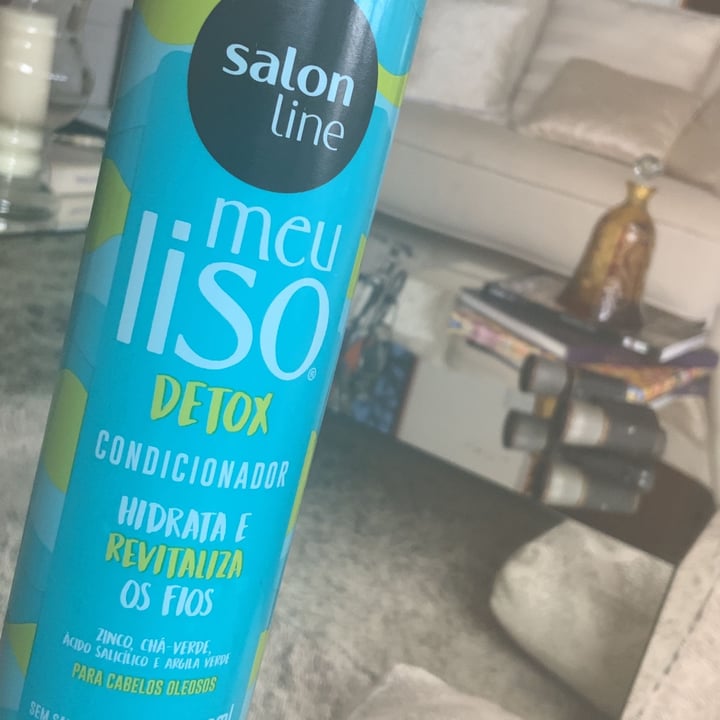 salon
line
meu
liso®
DETOX
CONDICIONADOR
HIDRATA E
REVITALIZA
OS FIOS
ZINCO, CHÁ-VERDE,
ÁCIDO SALICÍLICO E ARGILA VERDE
PARA CABELOS OLEOSOS
SEM